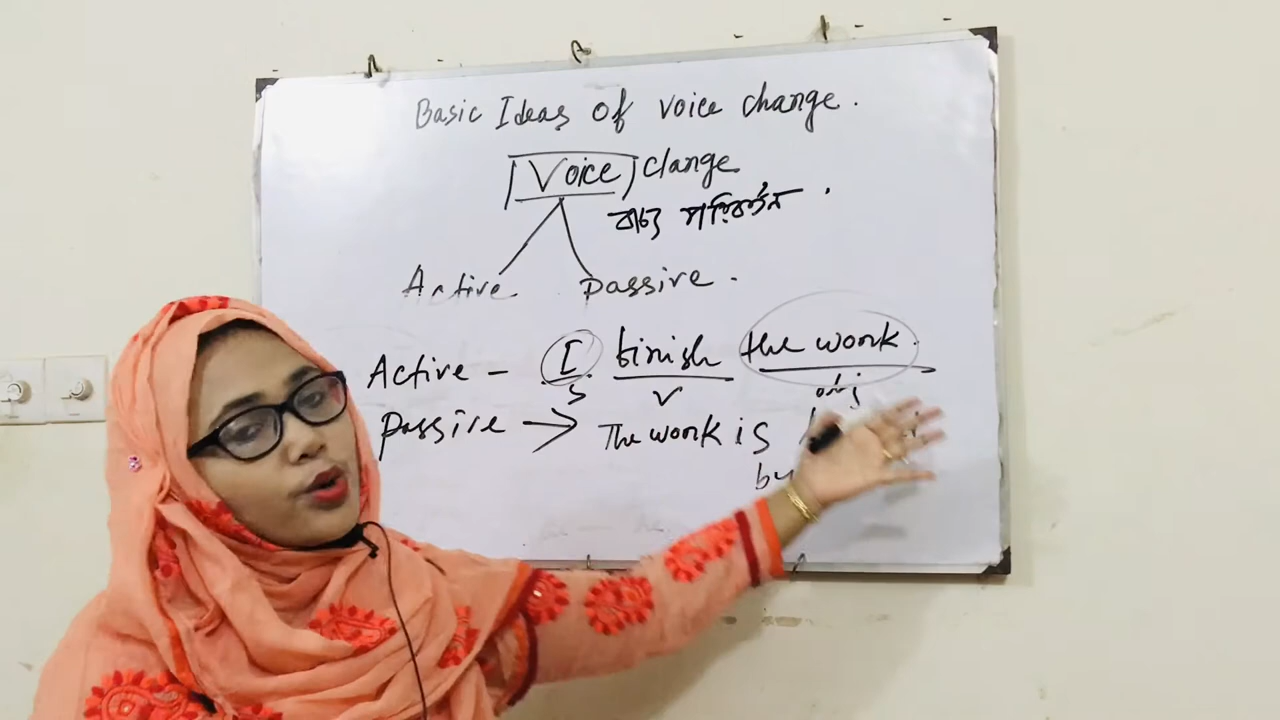 Basic Ideas of voice change.
Voice change
বাচ্য পরিবর্তন.
Active Passive.
Active - I finish the work.
S V obj
Passive → The work is
by